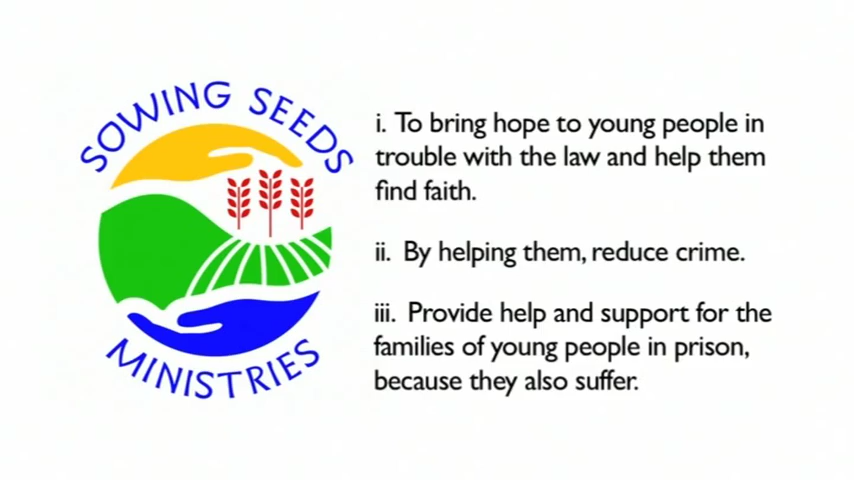 SOWING SEEDS
MINISTRIES
i. To bring hope to young people in
trouble with the law and help them
find faith.
ii. By helping them, reduce crime.
iii. Provide help and support for the
families of young people in prison,
because they also suffer.